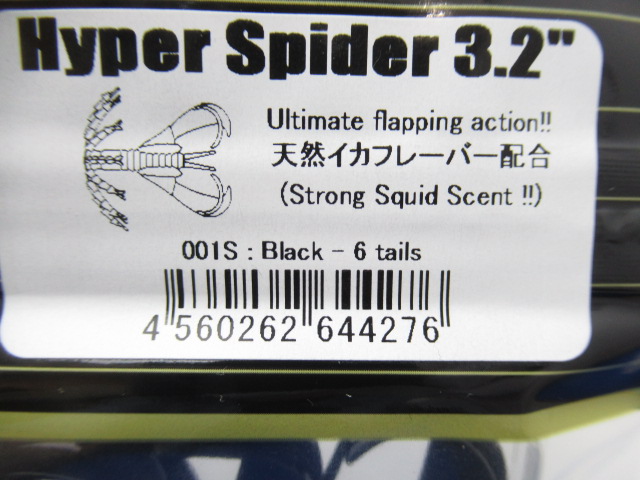 Hyper Spider 3.2"
Ultimate flapping action!!
天然イカフレーバー配合
(Strong Squid Scent !!)
001S : Black - 6 tails
4 560262 644276